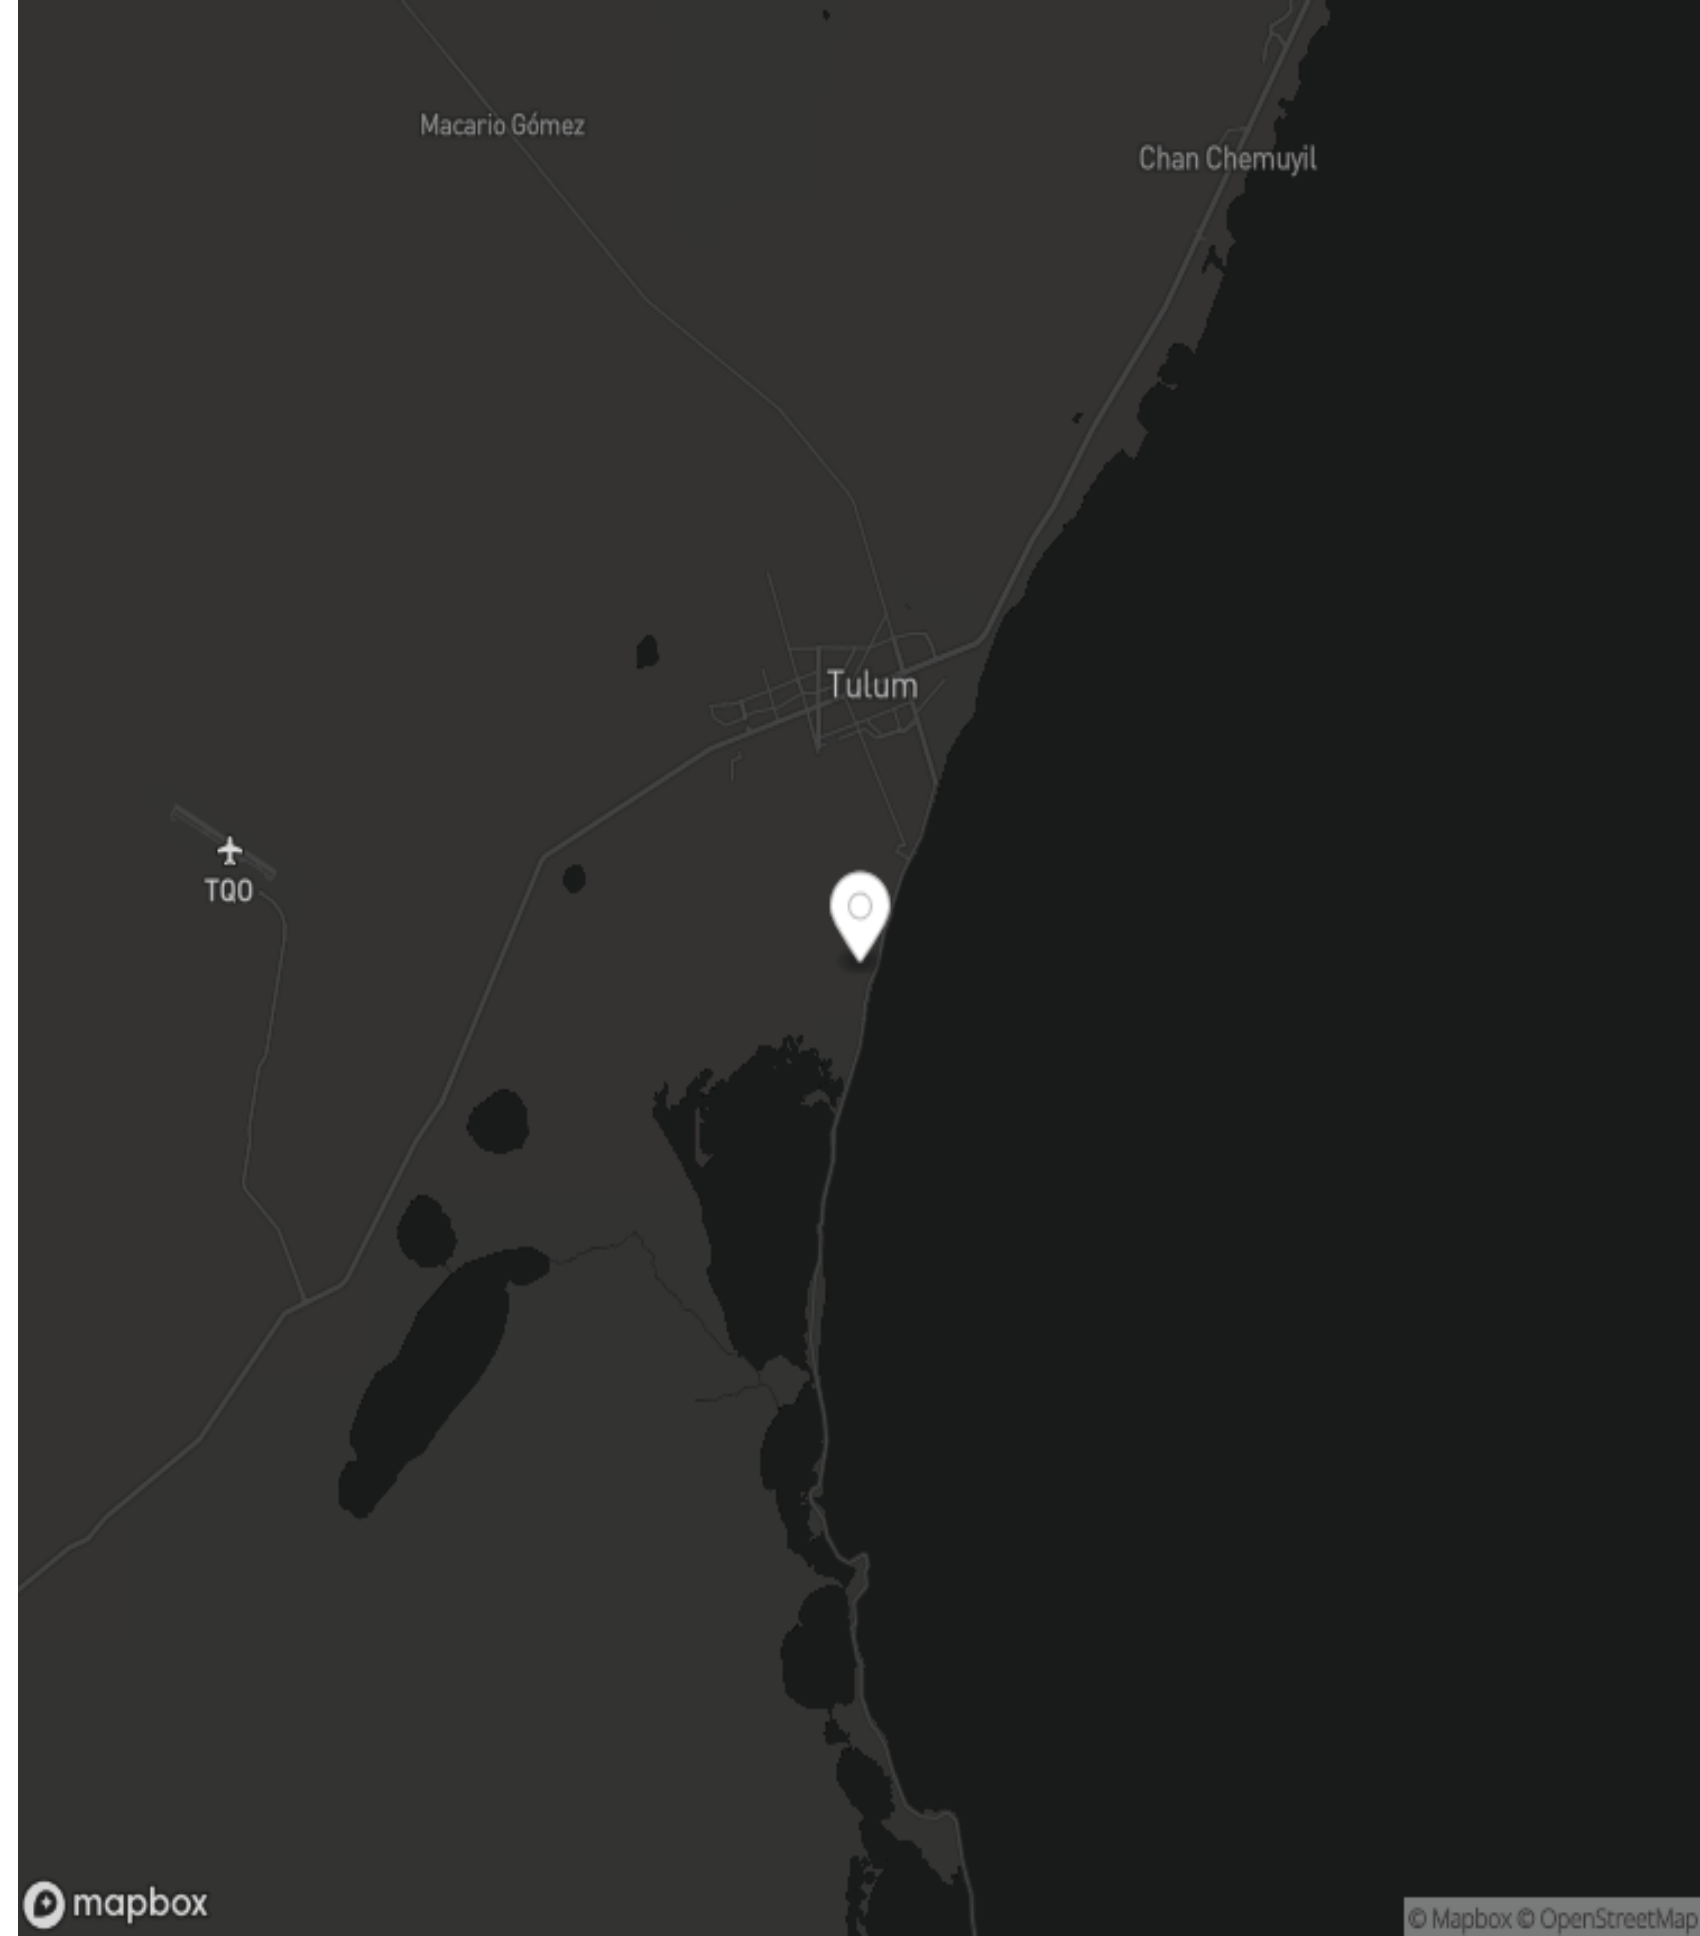 Macario Gómez
Chan Chemuyil
Tulum
TQO
mapbox
© Mapbox © OpenStreetMap